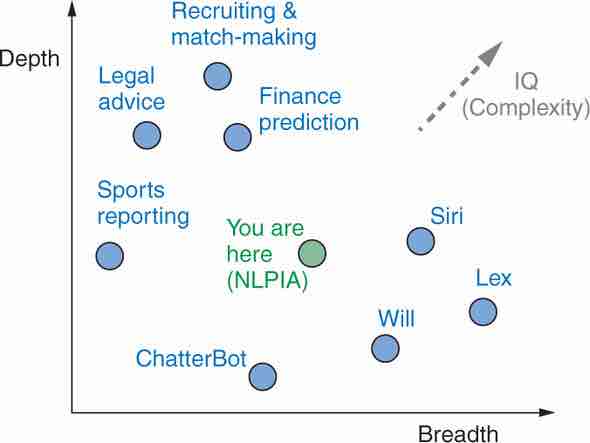 Recruiting &
match-making
Depth
Legal
advice
Finance
prediction
IQ
(Complexity)
Sports
reporting
You are
here
(NLPIA)
Siri
Lex
Will
ChatterBot
Breadth